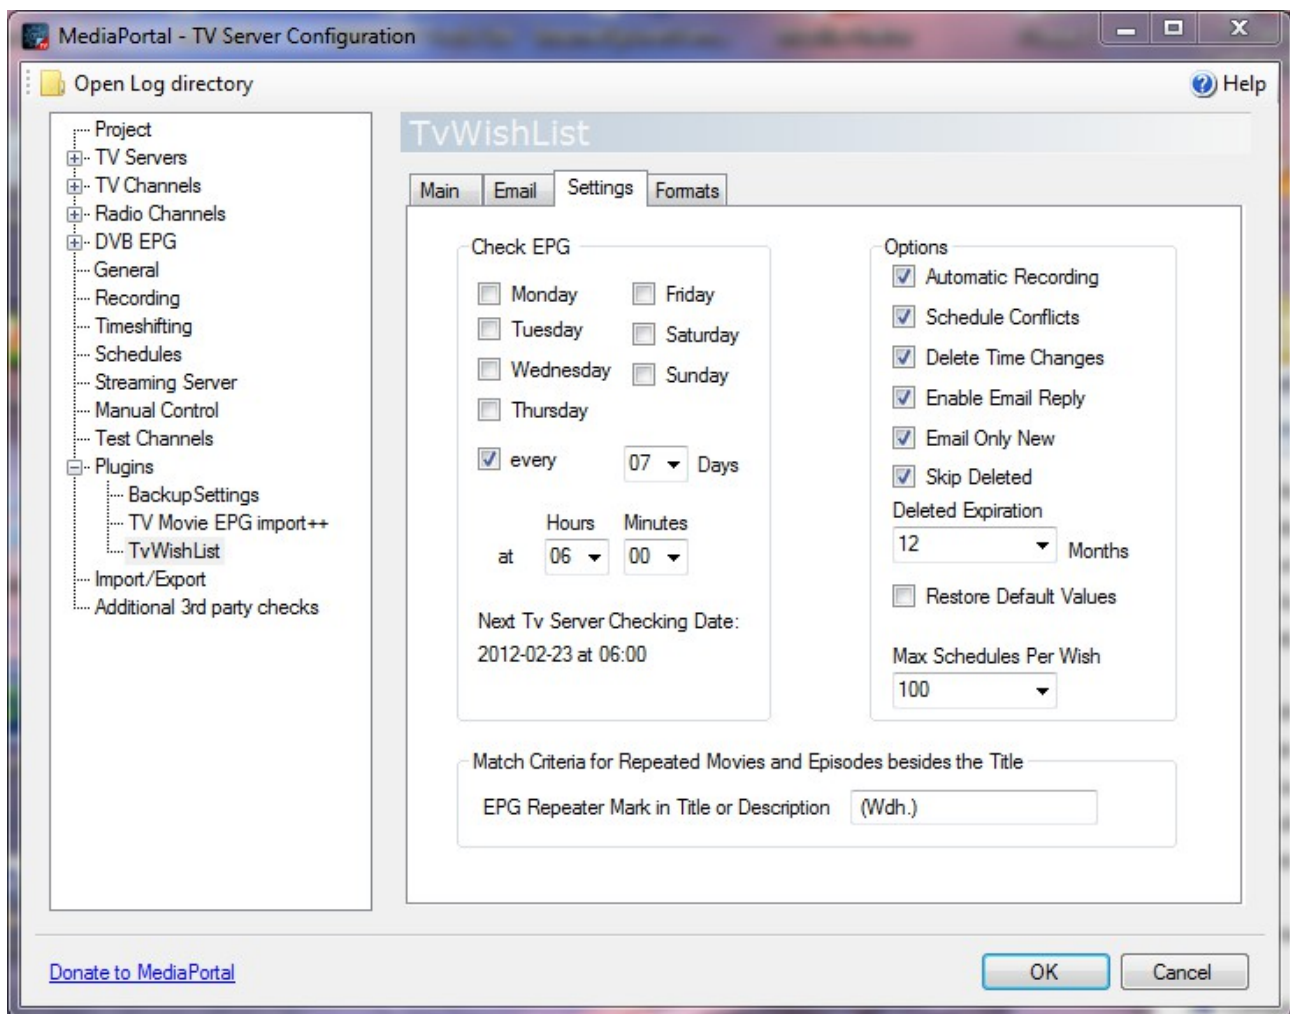 MediaPortal - TV Server Configuration
Open Log directory
Help
Project
TV Servers
TV Channels
Radio Channels
DVB EPG
General
Recording
Timeshifting
Schedules
Streaming Server
Manual Control
Test Channels
Plugins
BackupSettings
TV Movie EPG import++
TvWishList
Import/Export
Additional 3rd party checks
TvWishList
Main Email Settings Formats
Check EPG
Monday Friday
Tuesday Saturday
Wednesday Sunday
Thursday
every 07 Days
Hours Minutes
at 06 00
Next Tv Server Checking Date:
2012-02-23 at 06:00
Options
Automatic Recording
Schedule Conflicts
Delete Time Changes
Enable Email Reply
Email Only New
Skip Deleted
Deleted Expiration
12 Months
Restore Default Values
Max Schedules Per Wish
100
Match Criteria for Repeated Movies and Episodes besides the Title
EPG Repeater Mark in Title or Description (Wdh.)
Donate to MediaPortal
OK Cancel